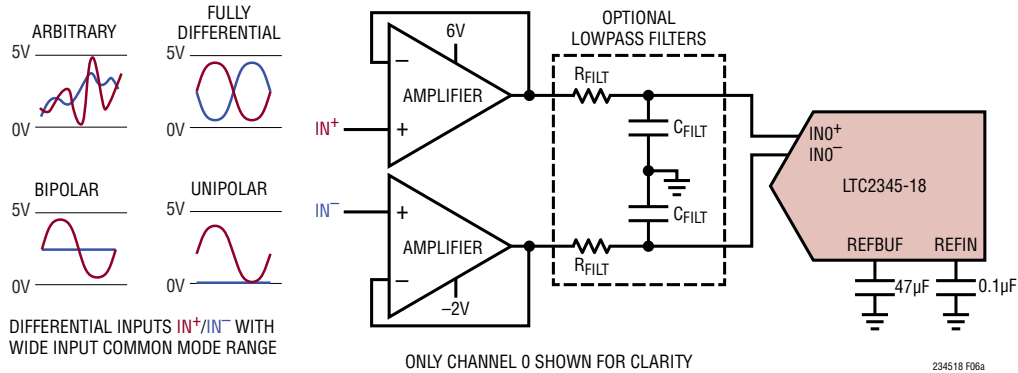 ARBITRARY
5V
0V
FULLY
DIFFERENTIAL
5V
0V
BIPOLAR
5V
0V
UNIPOLAR
5V
0V
DIFFERENTIAL INPUTS IN+/IN− WITH
WIDE INPUT COMMON MODE RANGE
6V
−
AMPLIFIER
+
IN+
IN−
+
AMPLIFIER
−
−2V
OPTIONAL
LOWPASS FILTERS
RFILT
CFILT
CFILT
RFILT
IN0+
IN0−
LTC2345-18
REFBUF REFIN
47µF
0.1µF
ONLY CHANNEL 0 SHOWN FOR CLARITY
234518 F06a